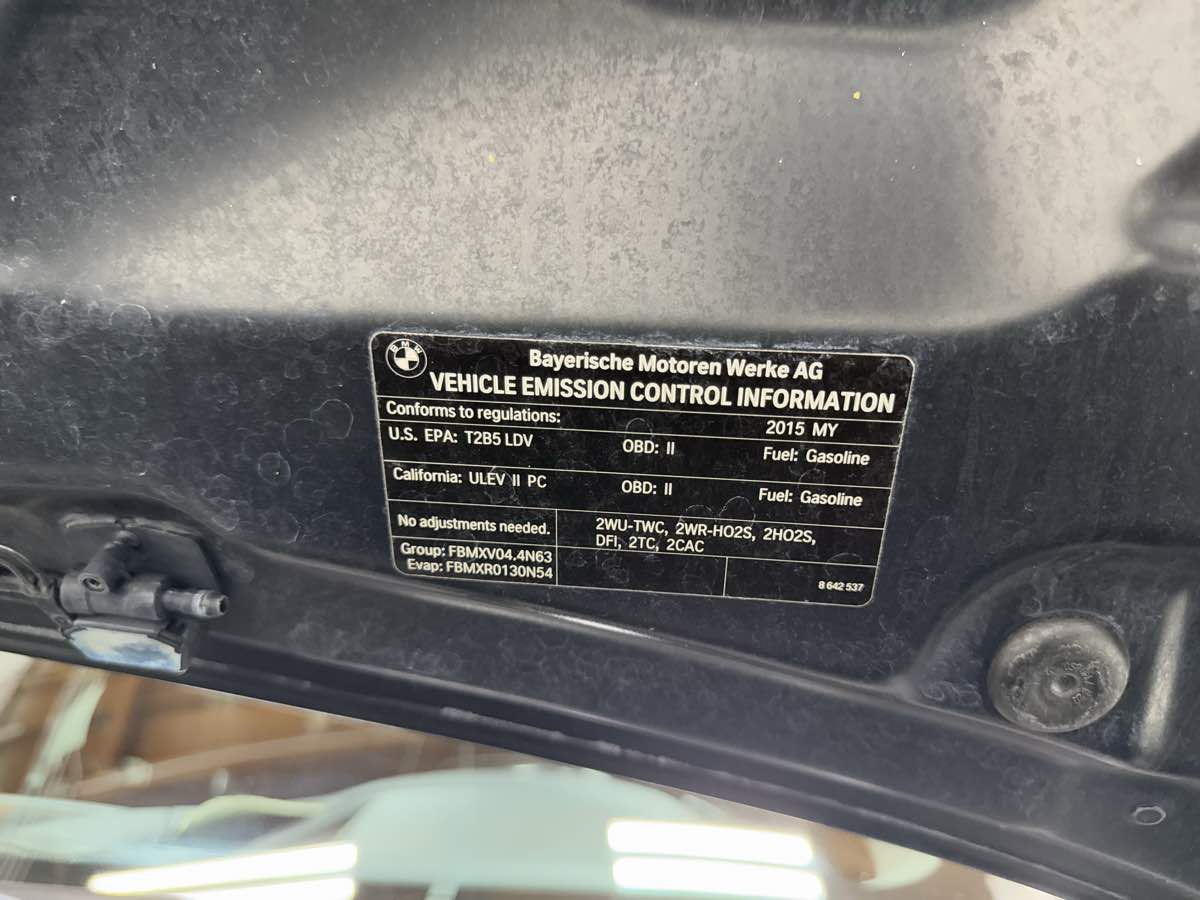 BMW
Bayerische Motoren Werke AG
VEHICLE EMISSION CONTROL INFORMATION
Conforms to regulations: 2015 MY
U.S. EPA: T2B5 LDV OBD: II Fuel: Gasoline
California: ULEV II PC OBD: II Fuel: Gasoline
No adjustments needed.
2WU-TWC, 2WR-HO2S, 2HO2S,
DFI, 2TC, 2CAC
Group: FBMXV04.4N63
Evap: FBMXR0130N54
8 642 537